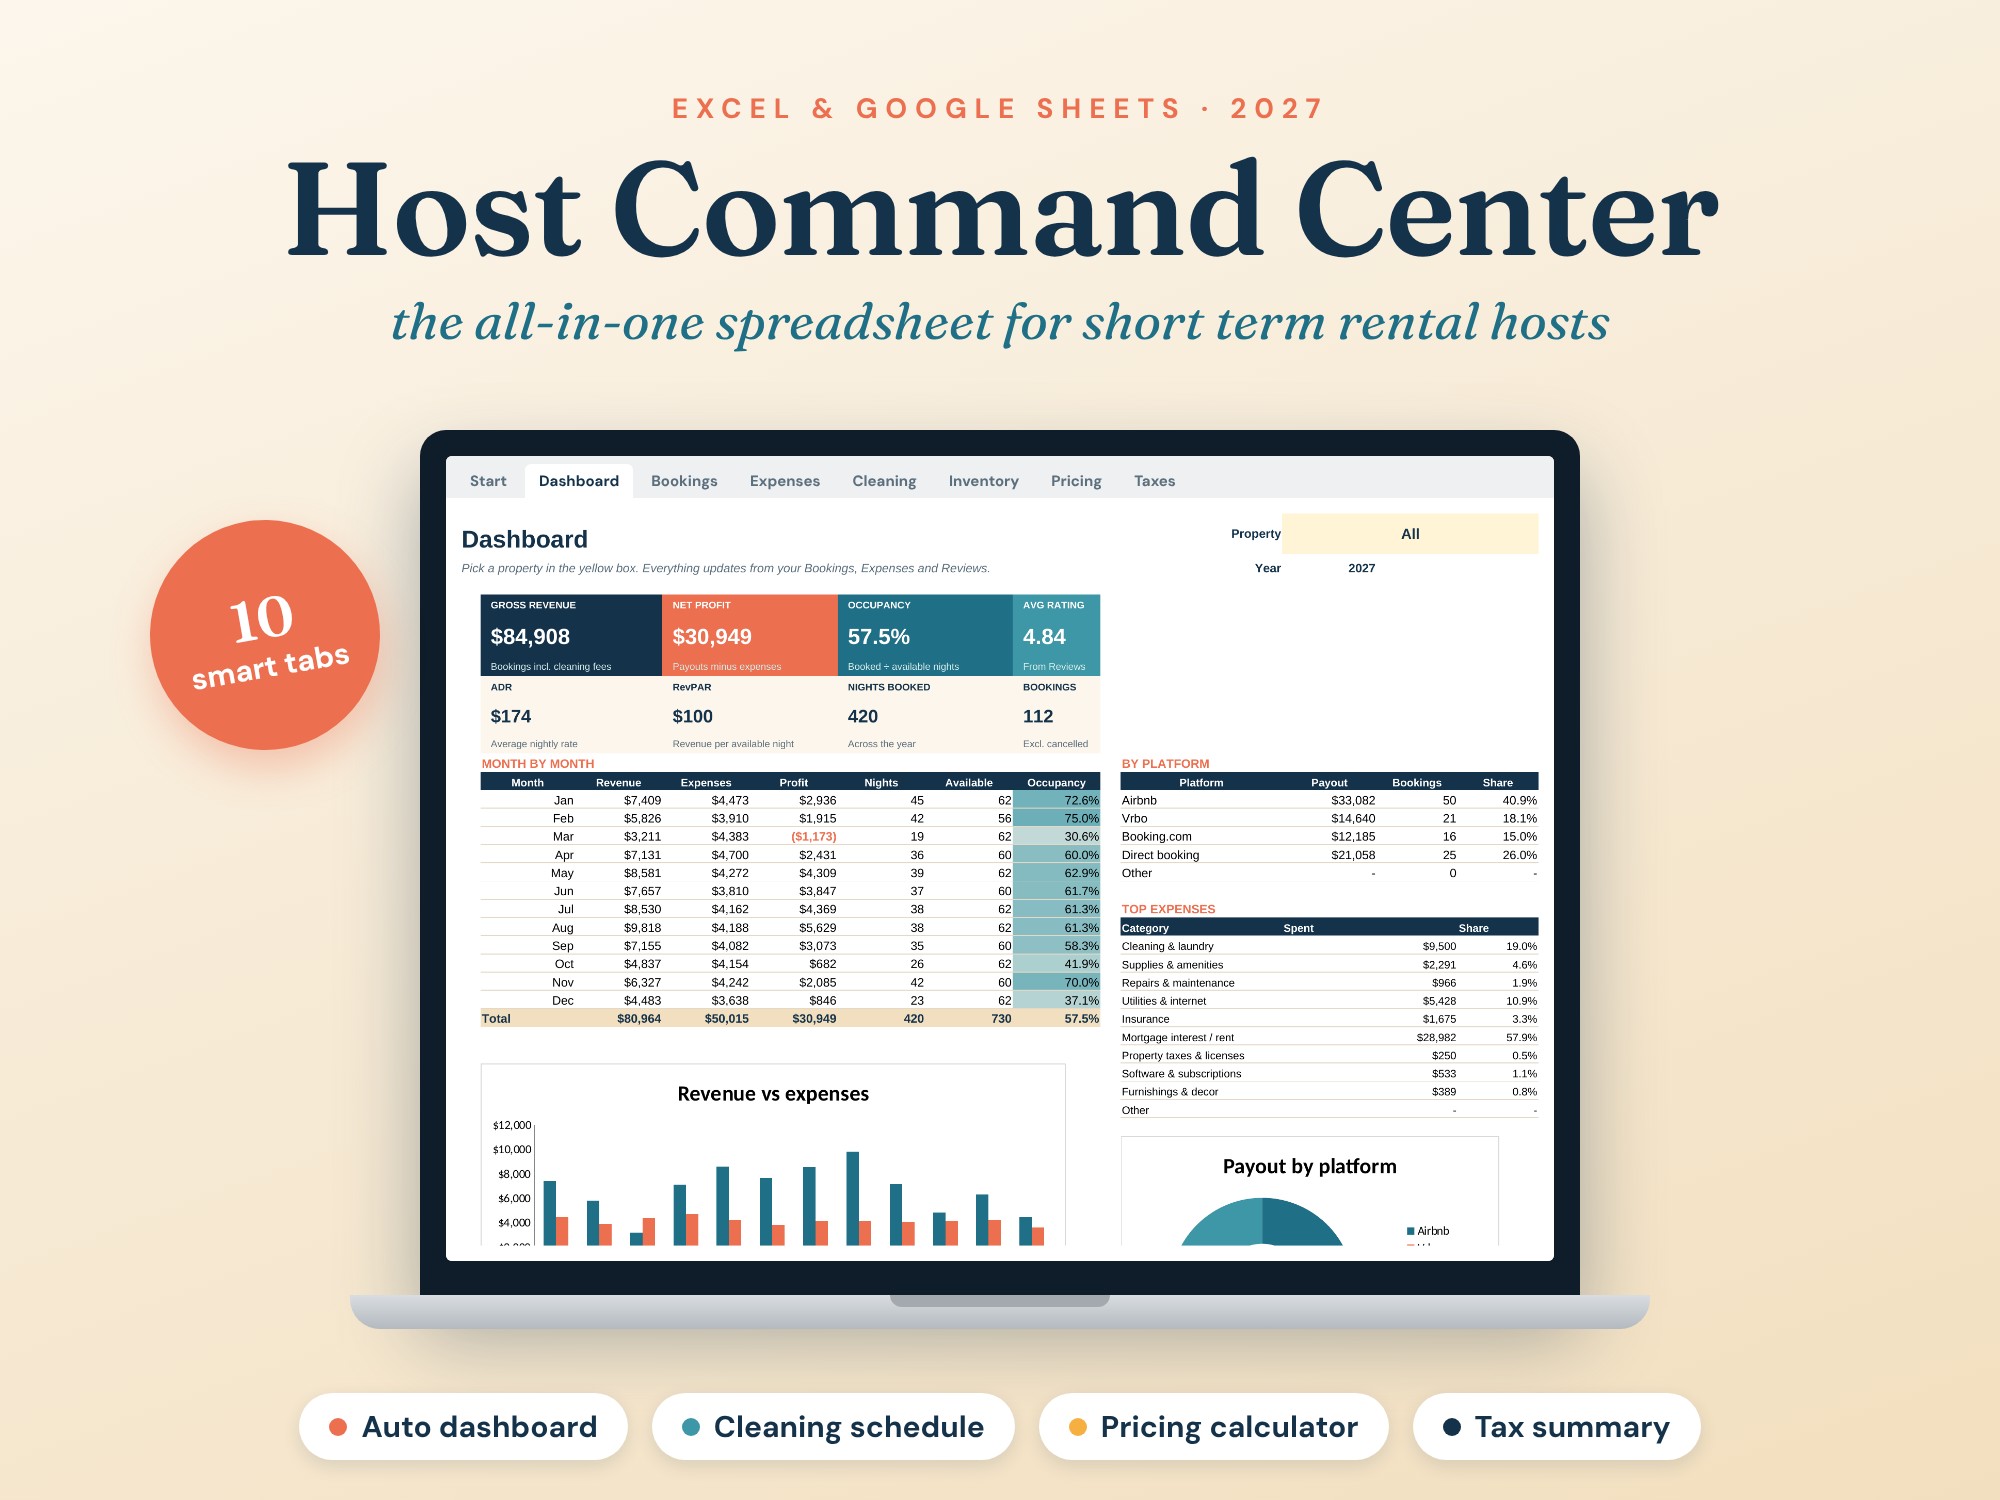 EXCEL & GOOGLE SHEETS · 2027
Host Command Center
the all-in-one spreadsheet for short term rental hosts
10
smart tabs
Start Dashboard Bookings Expenses Cleaning Inventory Pricing Taxes
Dashboard
Property All
Pick a property in the yellow box. Everything updates from your Bookings, Expenses and Reviews.
Year 2027
GROSS REVENUE NET PROFIT OCCUPANCY AVG RATING
$84,908 $30,949 57.5% 4.84
Bookings incl. cleaning fees Payouts minus expenses Booked ÷ available nights From Reviews
ADR RevPAR NIGHTS BOOKED BOOKINGS
$174 $100 420 112
Average nightly rate Revenue per available night Across the year Excl. cancelled
MONTH BY MONTH
Month Revenue Expenses Profit Nights Available Occupancy
Jan $7,409 $4,473 $2,936 45 62 72.6%
Feb $5,826 $3,910 $1,915 42 56 75.0%
Mar $3,211 $4,383 ($1,173) 19 62 30.6%
Apr $7,131 $4,700 $2,431 36 60 60.0%
May $8,581 $4,272 $4,309 39 62 62.9%
Jun $7,657 $3,810 $3,847 37 60 61.7%
Jul $8,530 $4,162 $4,369 38 62 61.3%
Aug $9,818 $4,188 $5,629 38 62 61.3%
Sep $7,155 $4,082 $3,073 35 60 58.3%
Oct $4,837 $4,154 $682 26 62 41.9%
Nov $6,327 $4,242 $2,085 42 60 70.0%
Dec $4,483 $3,638 $846 23 62 37.1%
Total $80,964 $50,015 $30,949 420 730 57.5%
BY PLATFORM
Platform Payout Bookings Share
Airbnb $33,082 50 40.9%
Vrbo $14,640 21 18.1%
Booking.com $12,185 16 15.0%
Direct booking $21,058 25 26.0%
Other - 0 -
TOP EXPENSES
Category Spent Share
Cleaning & laundry $9,500 19.0%
Supplies & amenities $2,291 4.6%
Repairs & maintenance $966 1.9%
Utilities & internet $5,428 10.9%
Insurance $1,675 3.3%
Mortgage interest / rent $28,982 57.9%
Property taxes & licenses $250 0.5%
Software & subscriptions $533 1.1%
Furnishings & decor $389 0.8%
Other - -
Revenue vs expenses
$12,000
$10,000
$8,000
$6,000
$4,000
Payout by platform
Airbnb
Auto dashboard
Cleaning schedule
Pricing calculator
Tax summary